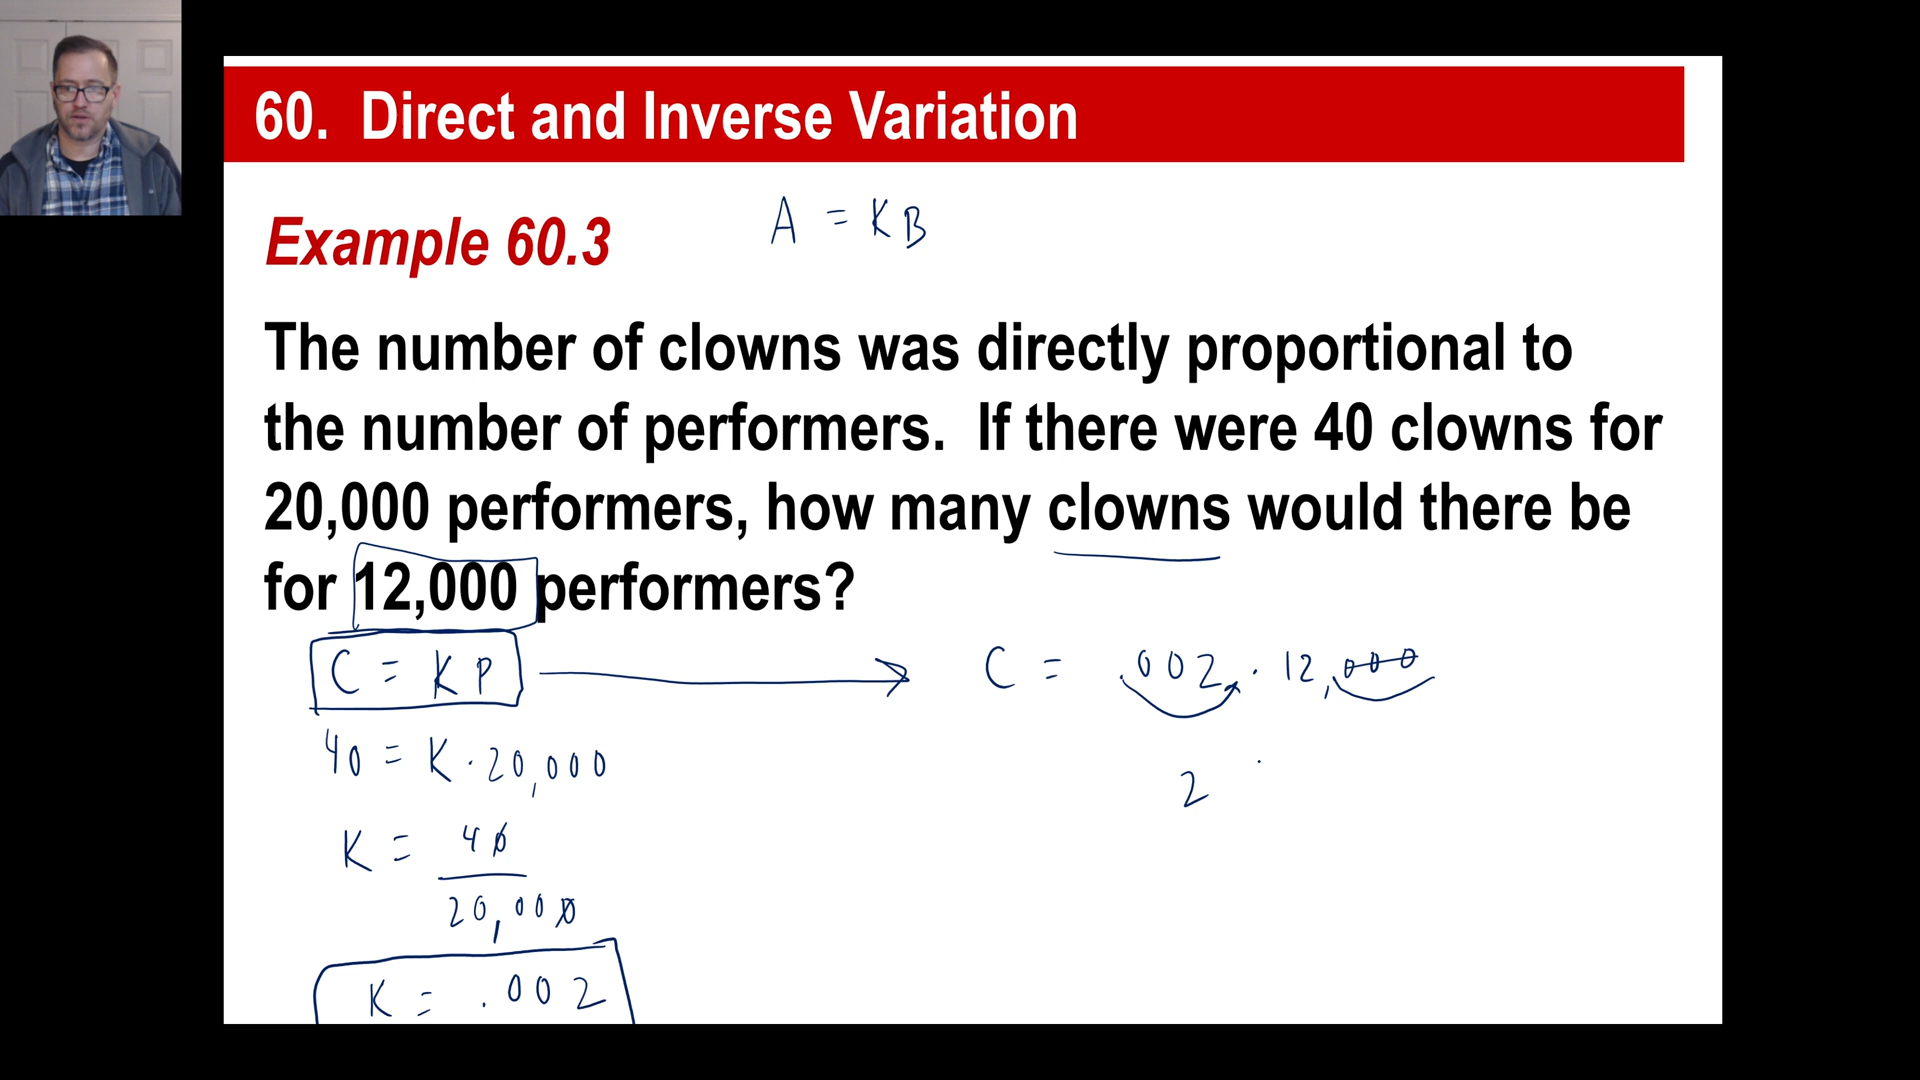 60. Direct and Inverse Variation
Example 60.3
A = KB
The number of clowns was directly proportional to
the number of performers. If there were 40 clowns for
20,000 performers, how many clowns would there be
for 12,000 performers?
C = KP
C = .002 · 12,000
40 = K · 20,000
2 ·
K = 40
20,000
K = .002